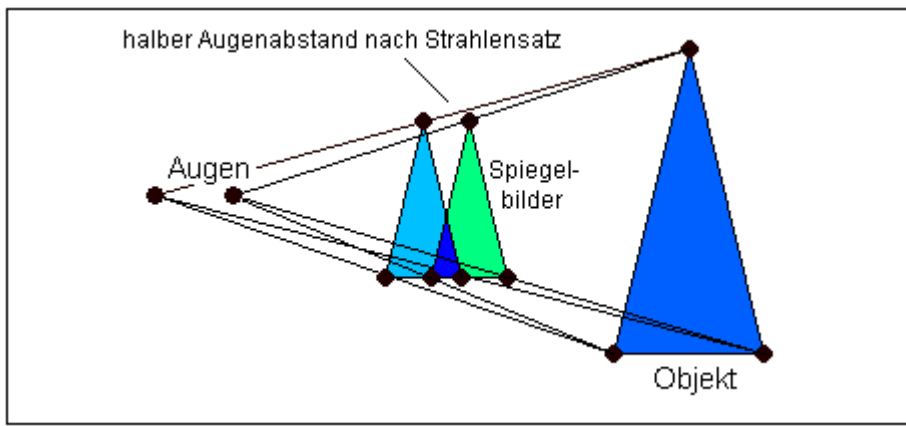 halber Augenabstand nach Strahlensatz
Augen
Spiegel-
bilder
Objekt